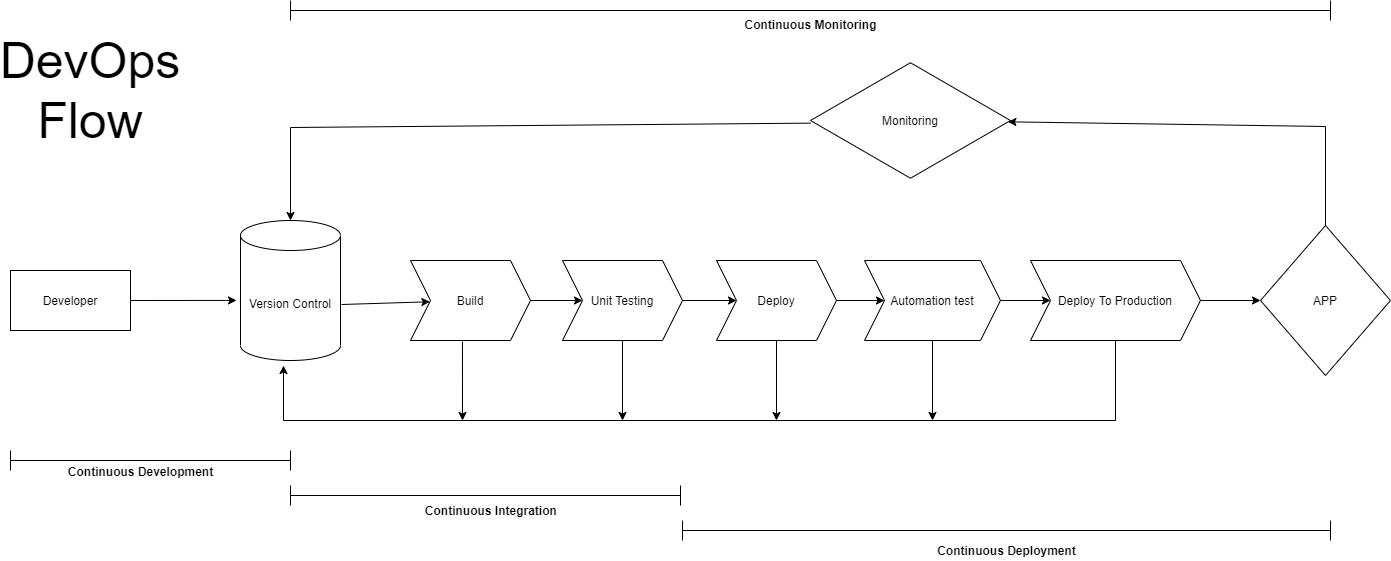 Continuous Monitoring
DevOps
Flow
Monitoring
Developer
Version Control
Build
Unit Testing
Deploy
Automation test
Deploy To Production
APP
Continuous Development
Continuous Integration
Continuous Deployment